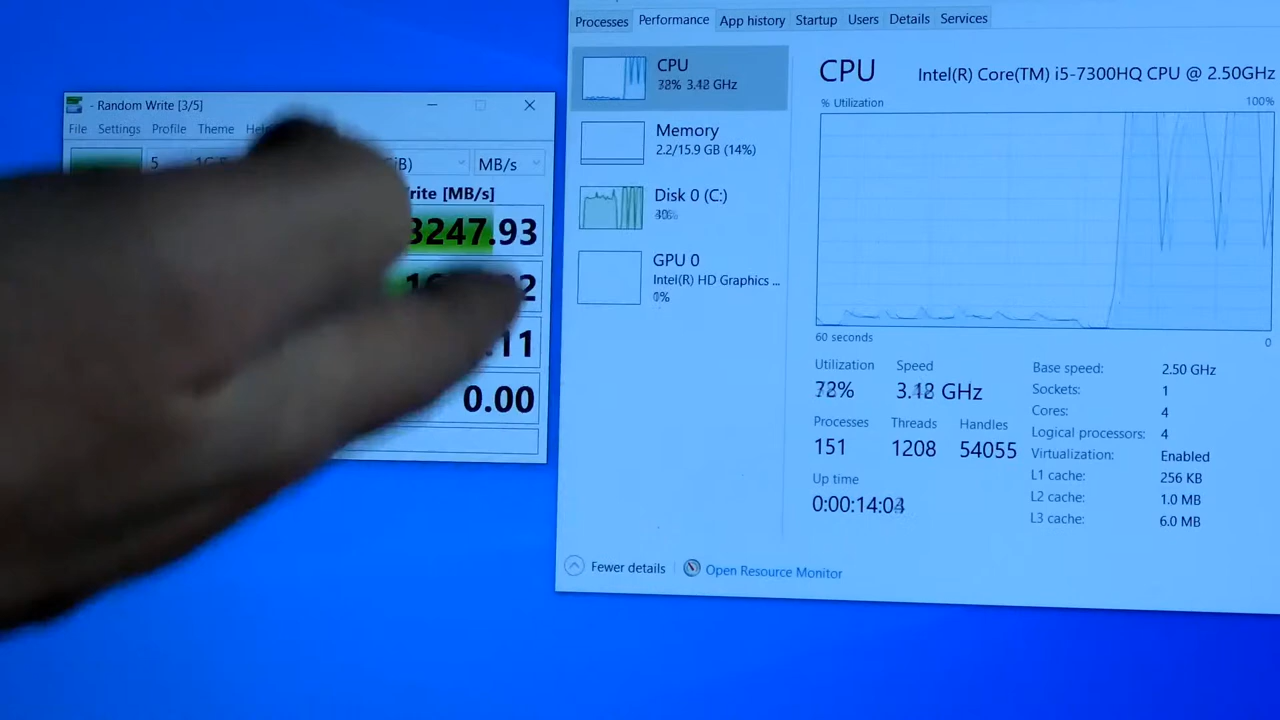 - Random Write [3/5]
File Settings Profile Theme
5
MB/s
[MB/s]
3247.93
0.00
Processes Performance App history Startup Users Details Services
CPU
3.42 GHz
Memory
2.2/15.9 GB (14%)
Disk 0 (C:)
GPU 0
Intel(R) HD Graphics ...
CPU Intel(R) Core(TM) i5-7300HQ CPU @ 2.50GHz
% Utilization 100%
60 seconds 0
Utilization Speed
GHz
Processes Threads Handles
151 1208 54055
Up time
Base speed: 2.50 GHz
Sockets: 1
Cores: 4
Logical processors: 4
Virtualization: Enabled
L1 cache: 256 KB
L2 cache: 1.0 MB
L3 cache: 6.0 MB
Fewer details Open Resource Monitor